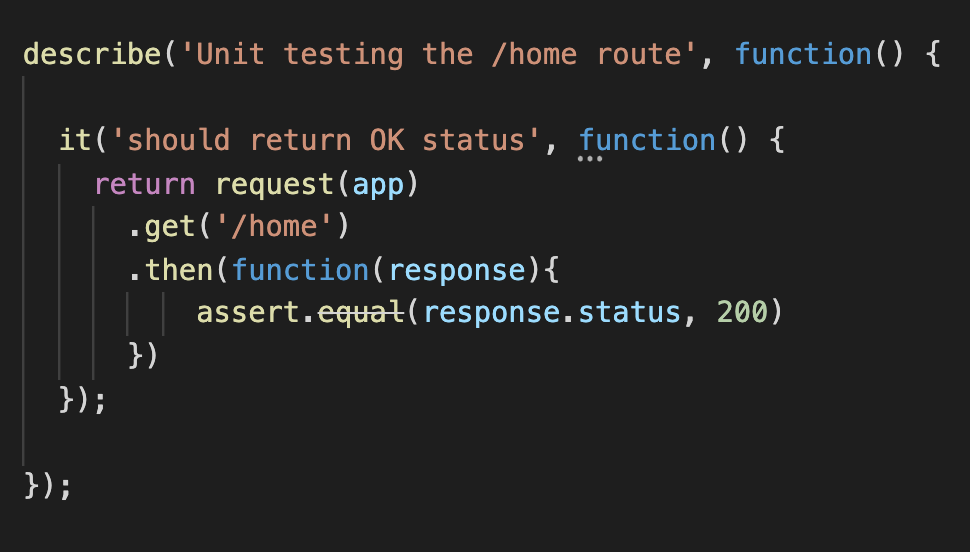 describe('Unit testing the /home route', function() {
it('should return OK status', function() {
return request(app)
.get('/home')
.then(function(response){
assert.equal(response.status, 200)
})
});
});